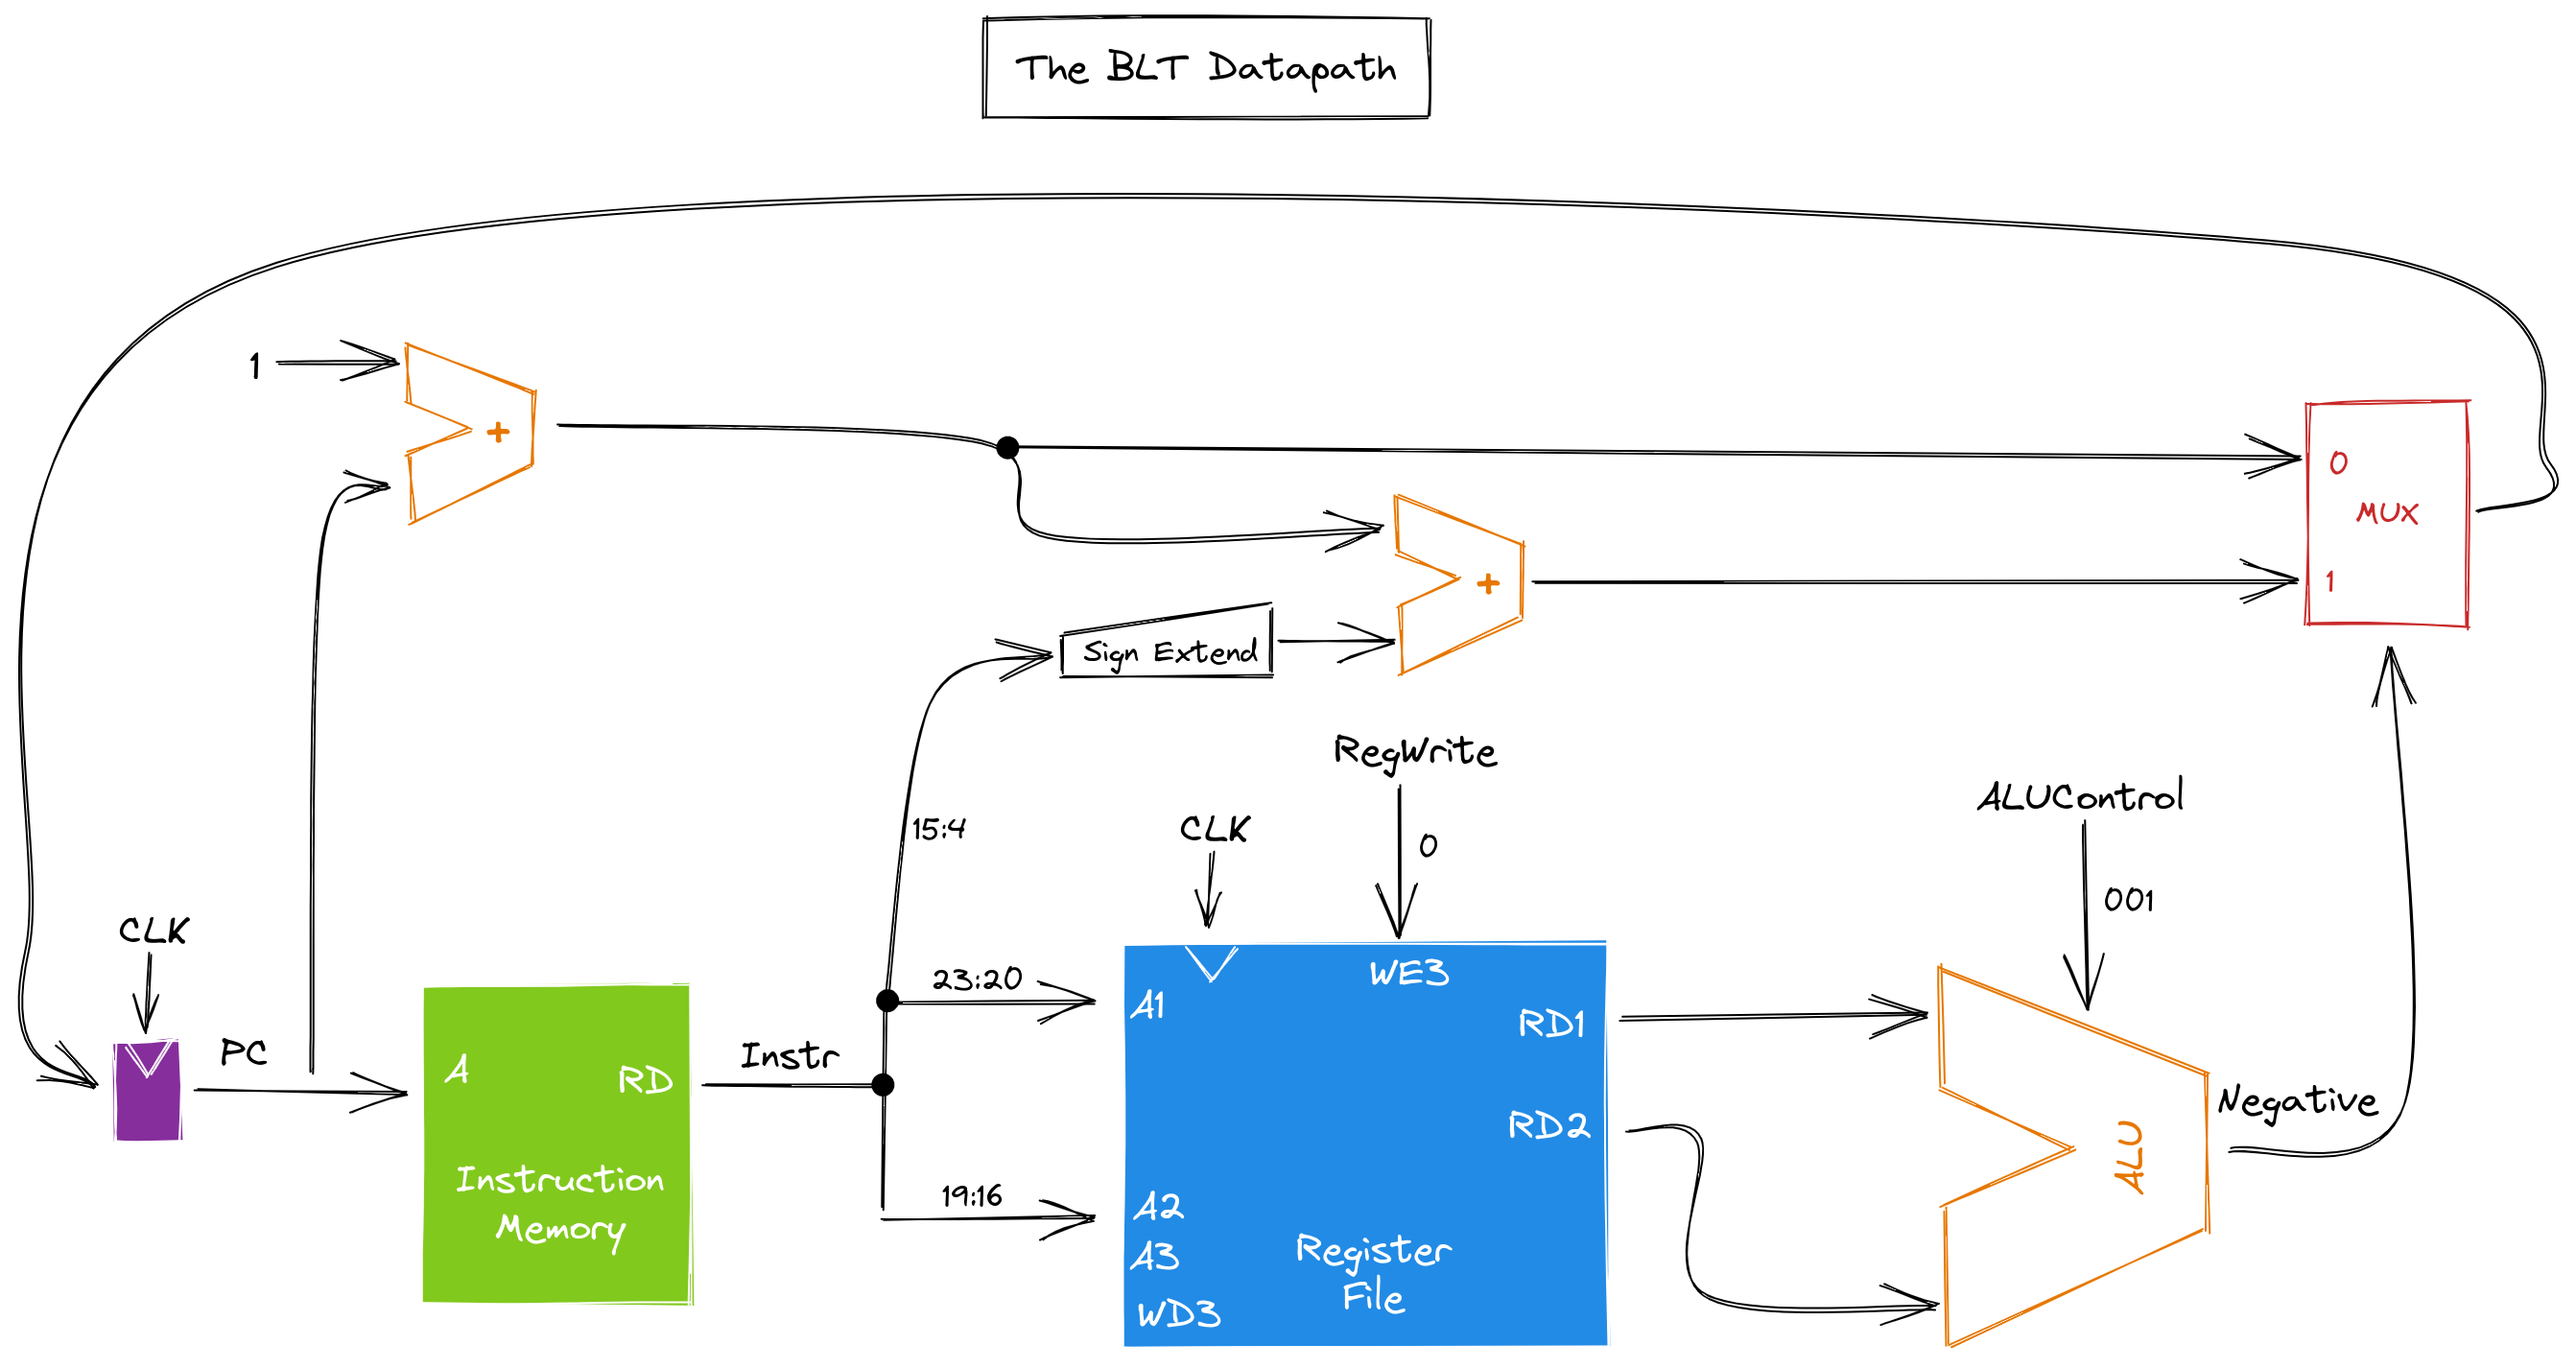 The BLT Datapath
1
+
0
MUX
1
+
Sign Extend
RegWrite
ALUControl
15:4
CLK
0
001
CLK
23:20
WE3
A1
RD1
PC
Instr
A
RD
Negative
RD2
ALU
Instruction
Memory
19:16
A2
A3
WD3
Register
File